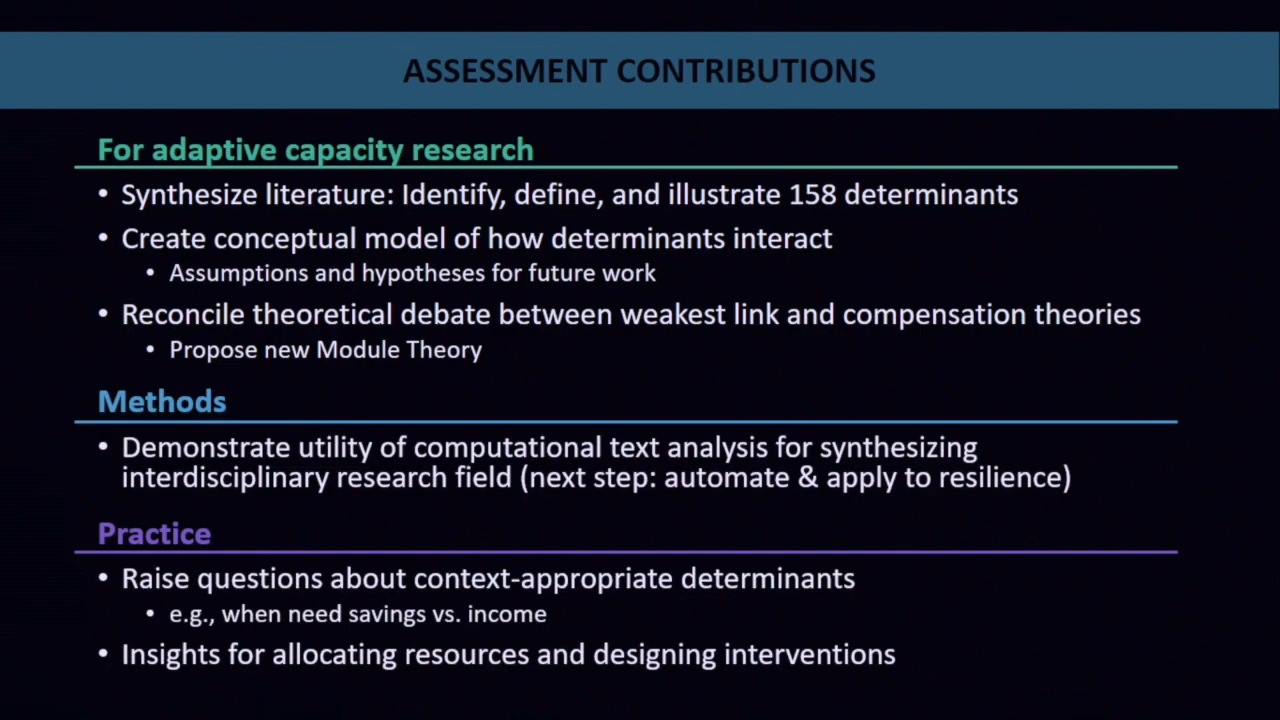 ASSESSMENT CONTRIBUTIONS
For adaptive capacity research
• Synthesize literature: Identify, define, and illustrate 158 determinants
• Create conceptual model of how determinants interact
• Assumptions and hypotheses for future work
• Reconcile theoretical debate between weakest link and compensation theories
• Propose new Module Theory
Methods
• Demonstrate utility of computational text analysis for synthesizing
interdisciplinary research field (next step: automate & apply to resilience)
Practice
• Raise questions about context-appropriate determinants
• e.g., when need savings vs. income
• Insights for allocating resources and designing interventions